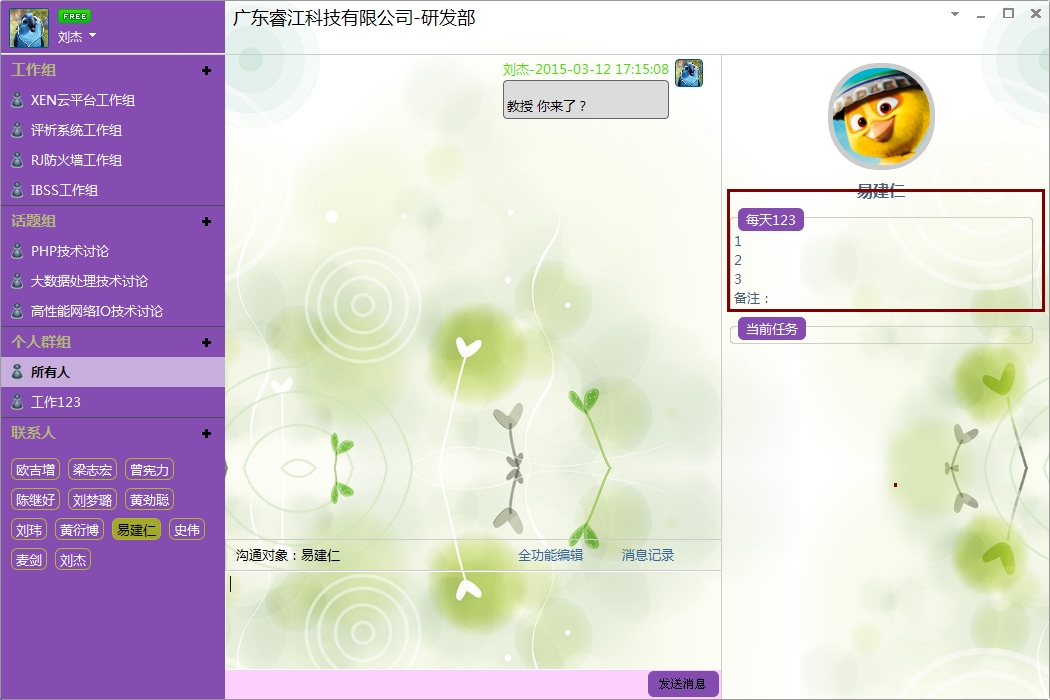 FREE
刘杰
广东睿江科技有限公司-研发部
工作组
XEN云平台工作组
评析系统工作组
RJ防火墙工作组
IBSS工作组
话题组
PHP技术讨论
大数据处理技术讨论
高性能网络IO技术讨论
个人群组
所有人
工作123
联系人
欧吉增 梁志宏 曾宪力
陈继好 刘梦璐 黄劲聪
刘玮 黄衍博 易建仁 史伟
麦剑 刘杰
刘杰-2015-03-12 17:15:08
教授 你来了？
沟通对象：易建仁 全功能编辑 消息记录
发送消息
易建仁
每天123
1
2
3
备注：
当前任务